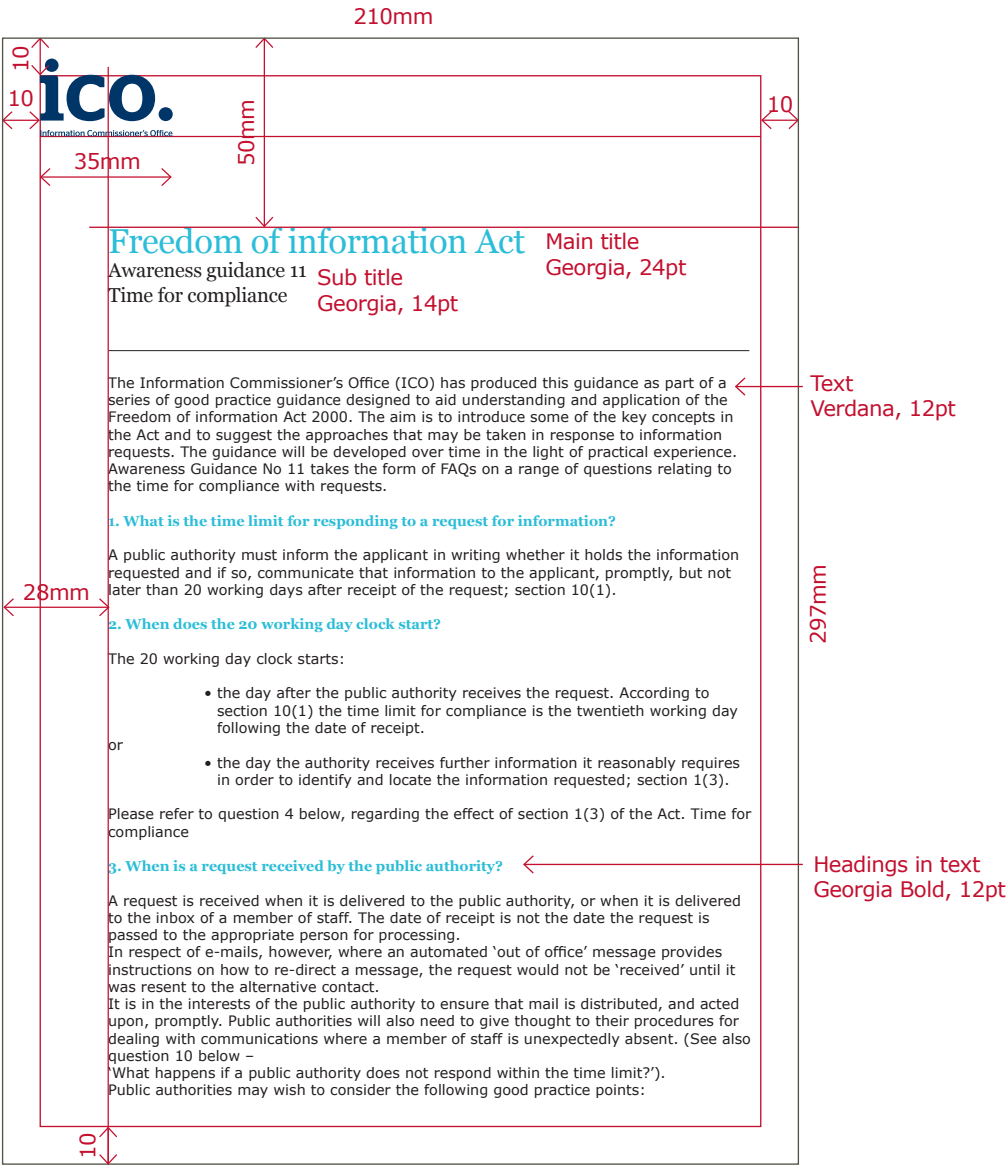 210mm
10
10
ico.
Information Commissioner's Office
10
50mm
35mm
Freedom of information Act
Main title
Georgia, 24pt
Awareness guidance 11
Time for compliance
Sub title
Georgia, 14pt
The Information Commissioner’s Office (ICO) has produced this guidance as part of a
series of good practice guidance designed to aid understanding and application of the
Freedom of information Act 2000. The aim is to introduce some of the key concepts in
the Act and to suggest the approaches that may be taken in response to information
requests. The guidance will be developed over time in the light of practical experience.
Awareness Guidance No 11 takes the form of FAQs on a range of questions relating to
the time for compliance with requests.
Text
Verdana, 12pt
1. What is the time limit for responding to a request for information?
A public authority must inform the applicant in writing whether it holds the information
requested and if so, communicate that information to the applicant, promptly, but not
later than 20 working days after receipt of the request; section 10(1).
28mm
297mm
2. When does the 20 working day clock start?
The 20 working day clock starts:
• the day after the public authority receives the request. According to
section 10(1) the time limit for compliance is the twentieth working day
following the date of receipt.
or
• the day the authority receives further information it reasonably requires
in order to identify and locate the information requested; section 1(3).
Please refer to question 4 below, regarding the effect of section 1(3) of the Act. Time for
compliance
3. When is a request received by the public authority?
Headings in text
Georgia Bold, 12pt
A request is received when it is delivered to the public authority, or when it is delivered
to the inbox of a member of staff. The date of receipt is not the date the request is
passed to the appropriate person for processing.
In respect of e-mails, however, where an automated ‘out of office’ message provides
instructions on how to re-direct a message, the request would not be ‘received’ until it
was resent to the alternative contact.
It is in the interests of the public authority to ensure that mail is distributed, and acted
upon, promptly. Public authorities will also need to give thought to their procedures for
dealing with communications where a member of staff is unexpectedly absent. (See also
question 10 below –
‘What happens if a public authority does not respond within the time limit?’).
Public authorities may wish to consider the following good practice points:
10